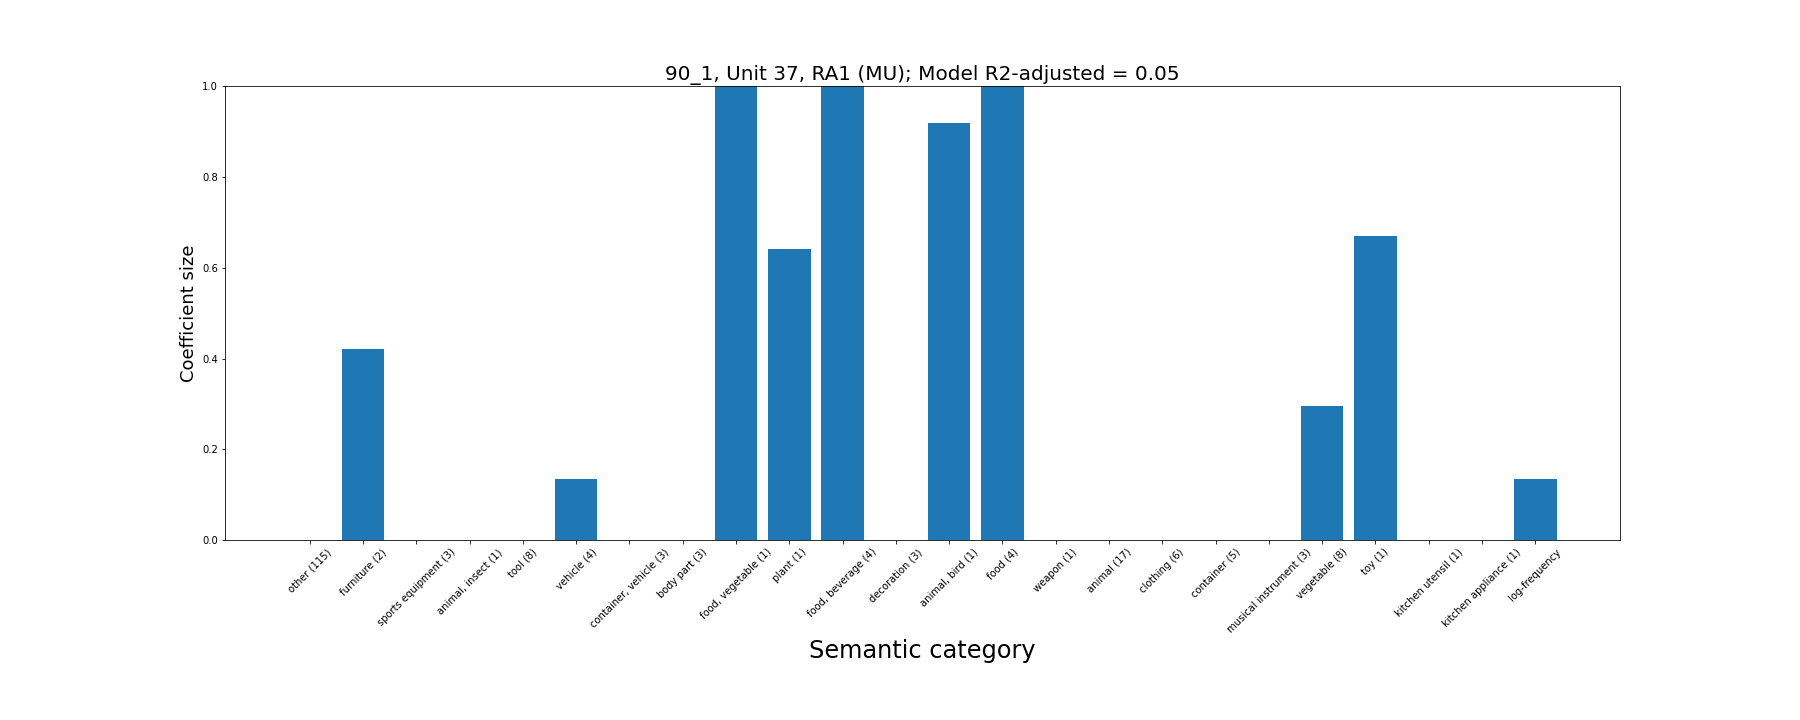 90_1, Unit 37, RA1 (MU); Model R2-adjusted = 0.05
Coefficient size
1.0
0.8
0.6
0.4
0.2
0.0
other (115)
furniture (2)
sports equipment (3)
animal, insect (1)
tool (8)
vehicle (4)
container, vehicle (3)
body part (3)
food, vegetable (1)
plant (1)
food, beverage (4)
decoration (3)
animal, bird (1)
food (4)
weapon (1)
animal (17)
clothing (6)
container (5)
musical instrument (3)
vegetable (8)
toy (1)
kitchen utensil (1)
kitchen appliance (1)
log-frequency
Semantic category